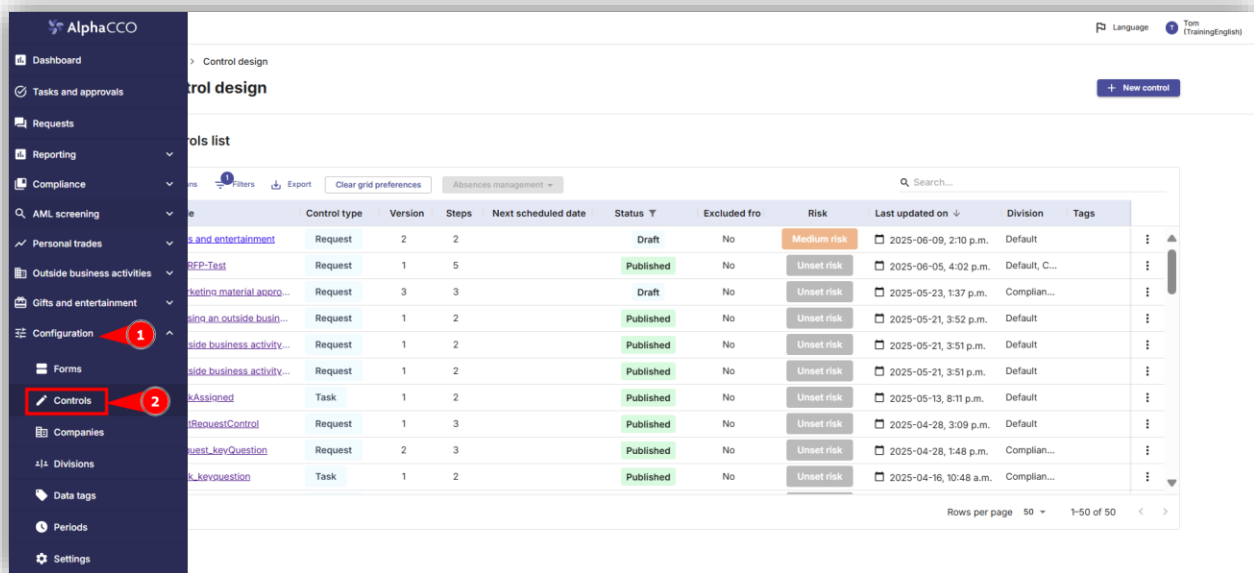 AlphaCCO
Language
T
Tom
(TrainingEnglish)
Dashboard
Tasks and approvals
Requests
Reporting
Compliance
AML screening
Personal trades
Outside business activities
Gifts and entertainment
Configuration
1
Forms
Controls
2
Companies
Divisions
Data tags
Periods
Settings
> Control design
trol design
+ New control
rols list
ns 1 Filters Export Clear grid preferences Absences management Search...
le Control type Version Steps Next scheduled date Status Excluded fro Risk Last updated on ↓ Division Tags
s and entertainment Request 2 2 Draft No Medium risk 2025-06-09, 2:10 p.m. Default
RFP-Test Request 1 5 Published No Unset risk 2025-06-05, 4:02 p.m. Default, C...
keting material appro... Request 3 3 Draft No Unset risk 2025-05-23, 1:37 p.m. Complian...
sing an outside busin... Request 1 2 Published No Unset risk 2025-05-21, 3:52 p.m. Default
side business activity... Request 1 2 Published No Unset risk 2025-05-21, 3:51 p.m. Default
side business activity... Request 1 2 Published No Unset risk 2025-05-21, 3:51 p.m. Default
kAssigned Task 1 2 Published No Unset risk 2025-05-13, 8:11 p.m. Default
tRequestControl Request 1 3 Published No Unset risk 2025-04-28, 3:09 p.m. Default
uest_keyQuestion Request 2 3 Published No Unset risk 2025-04-28, 1:48 p.m. Complian...
k_keyquestion Task 1 2 Published No Unset risk 2025-04-16, 10:48 a.m. Complian...
Rows per page 50 1-50 of 50 < >